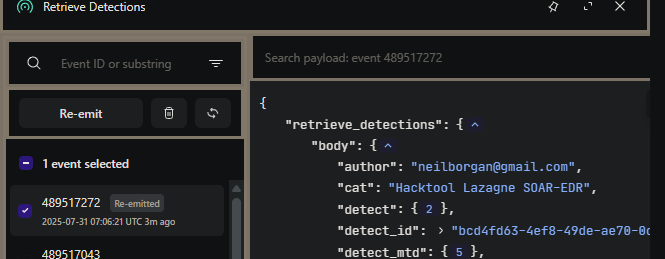 Retrieve Detections
Event ID or substring
Search payload: event 489517272
Re-emit
1 event selected
489517272 Re-emitted
2025-07-31 07:06:21 UTC 3m ago
489517043
{
"retrieve_detections": {
"body": {
"author": "neilborgan@gmail.com",
"cat": "Hacktool Lazagne SOAR-EDR",
"detect": { 2 },
"detect_id": > "bcd4fd63-4ef8-49de-ae70-0c
"detect_mtd": { 5 },